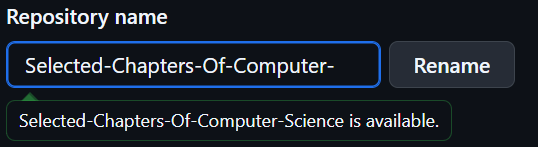 Repository name
Selected-Chapters-Of-Computer-
Rename
Selected-Chapters-Of-Computer-Science is available.